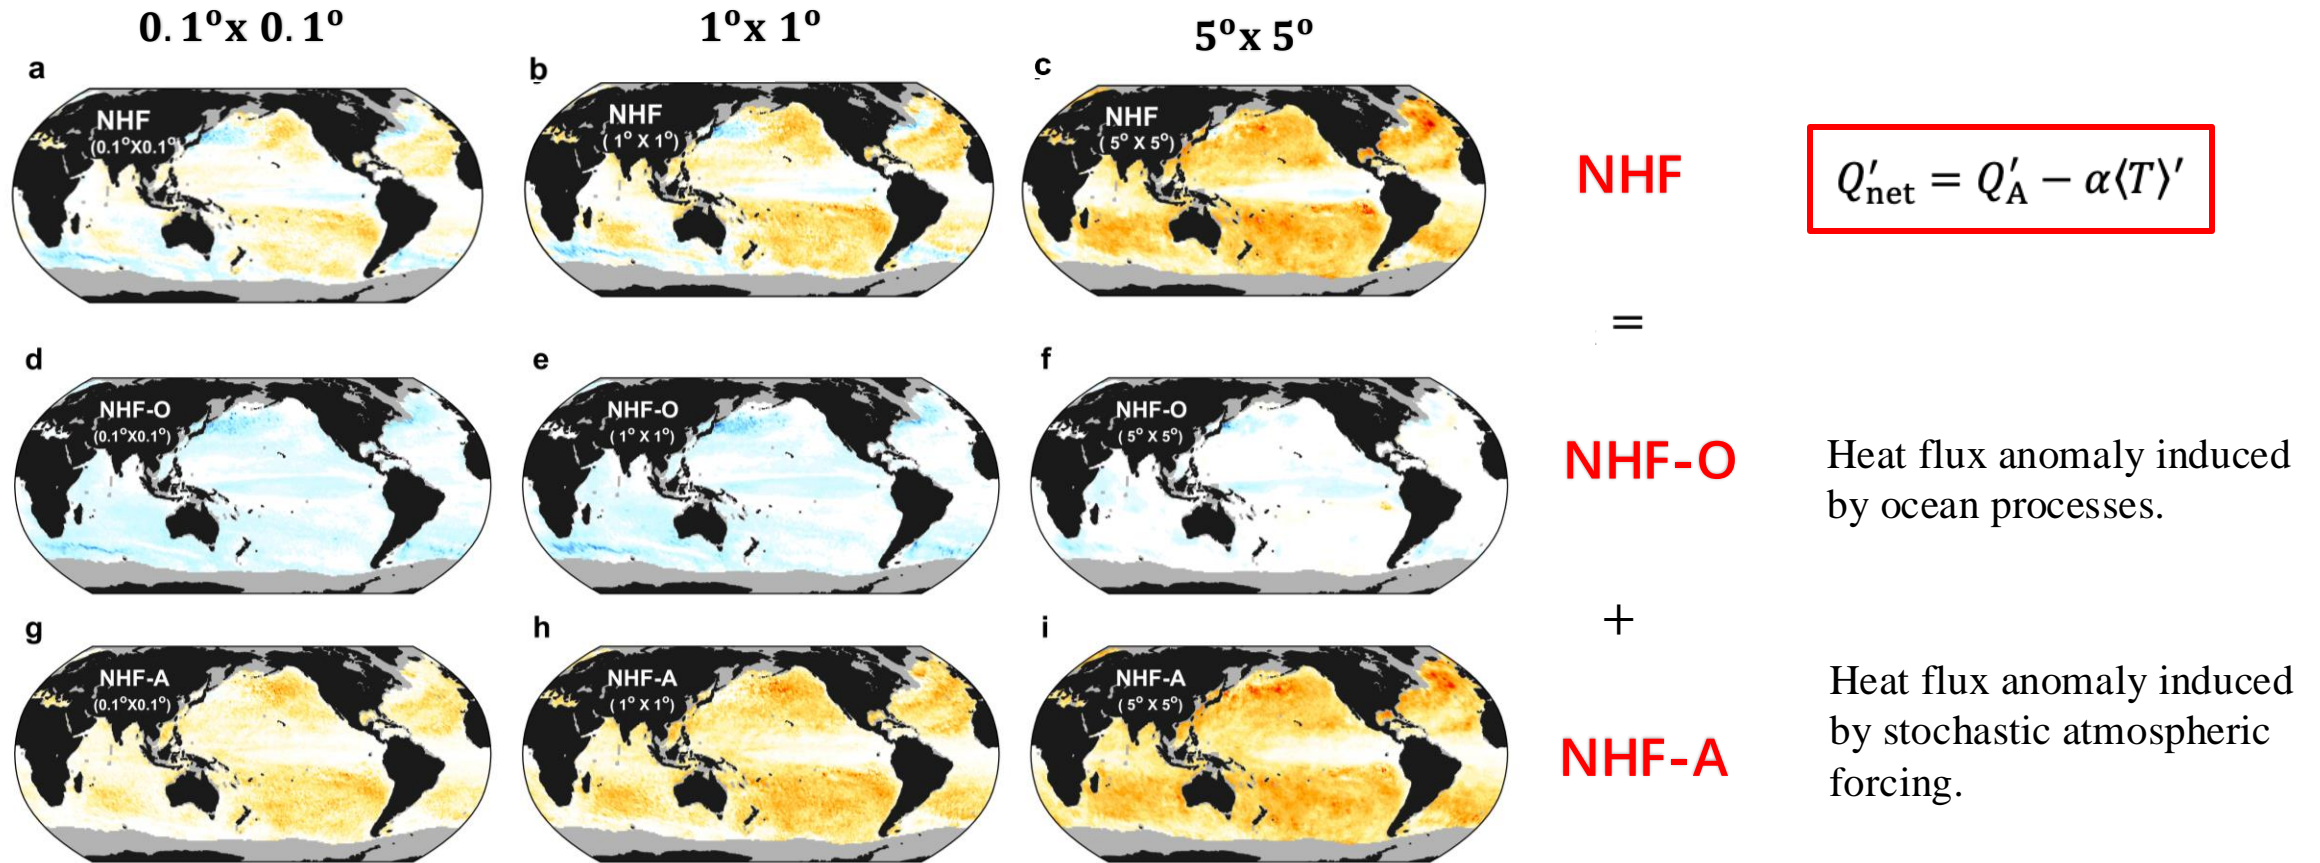 0.1°x 0.1°
1°x 1°
5°x 5°
a
b
c
NHF
(0.1°X0.1°)
NHF
( 1° X 1°)
NHF
( 5° X 5°)
NHF
Q′net = Q′A − α⟨T⟩′
=
d
e
f
NHF-O
(0.1°X0.1°)
NHF-O
( 1° X 1°)
NHF-O
( 5° X 5°)
NHF-O
Heat flux anomaly induced
by ocean processes.
+
g
h
i
NHF-A
(0.1°X0.1°)
NHF-A
( 1° X 1°)
NHF-A
( 5° X 5°)
NHF-A
Heat flux anomaly induced
by stochastic atmospheric
forcing.